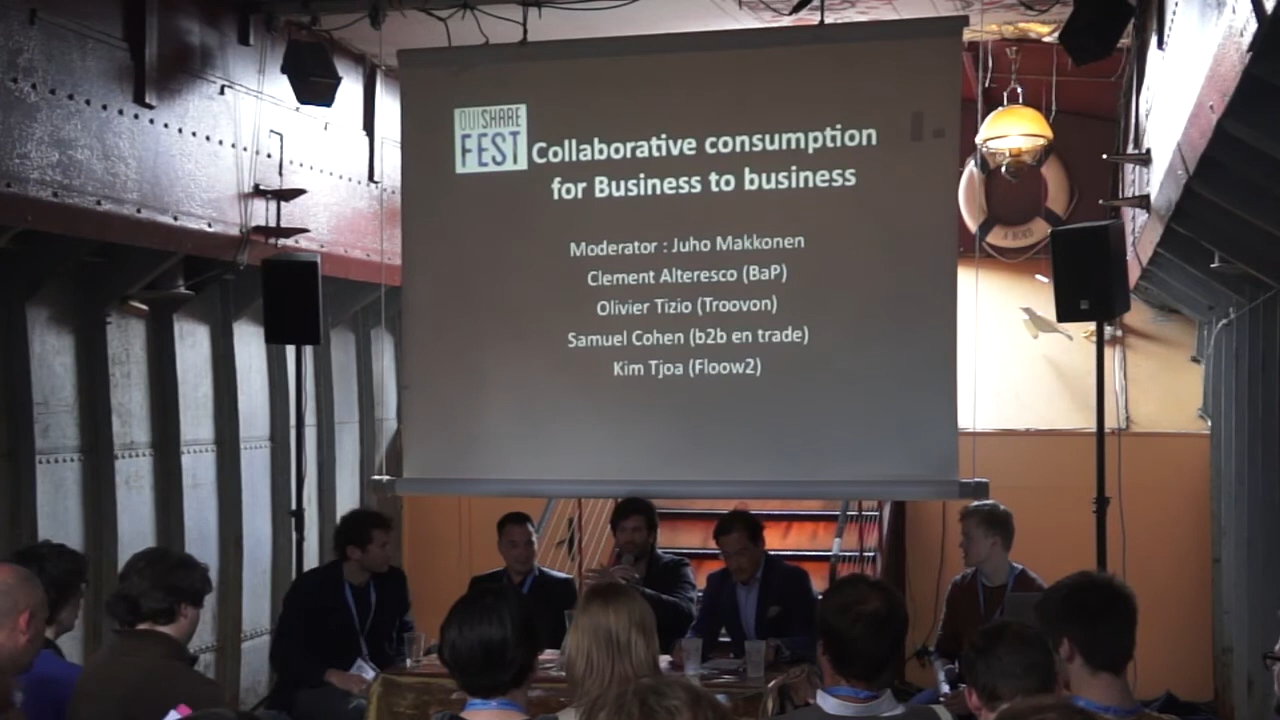 OUISHARE
FEST
Collaborative consumption
for Business to business
Moderator : Juho Makkonen
Clement Alteresco (BaP)
Olivier Tizio (Troovon)
Samuel Cohen (b2b en trade)
Kim Tjoa (Floow2)
A BORD